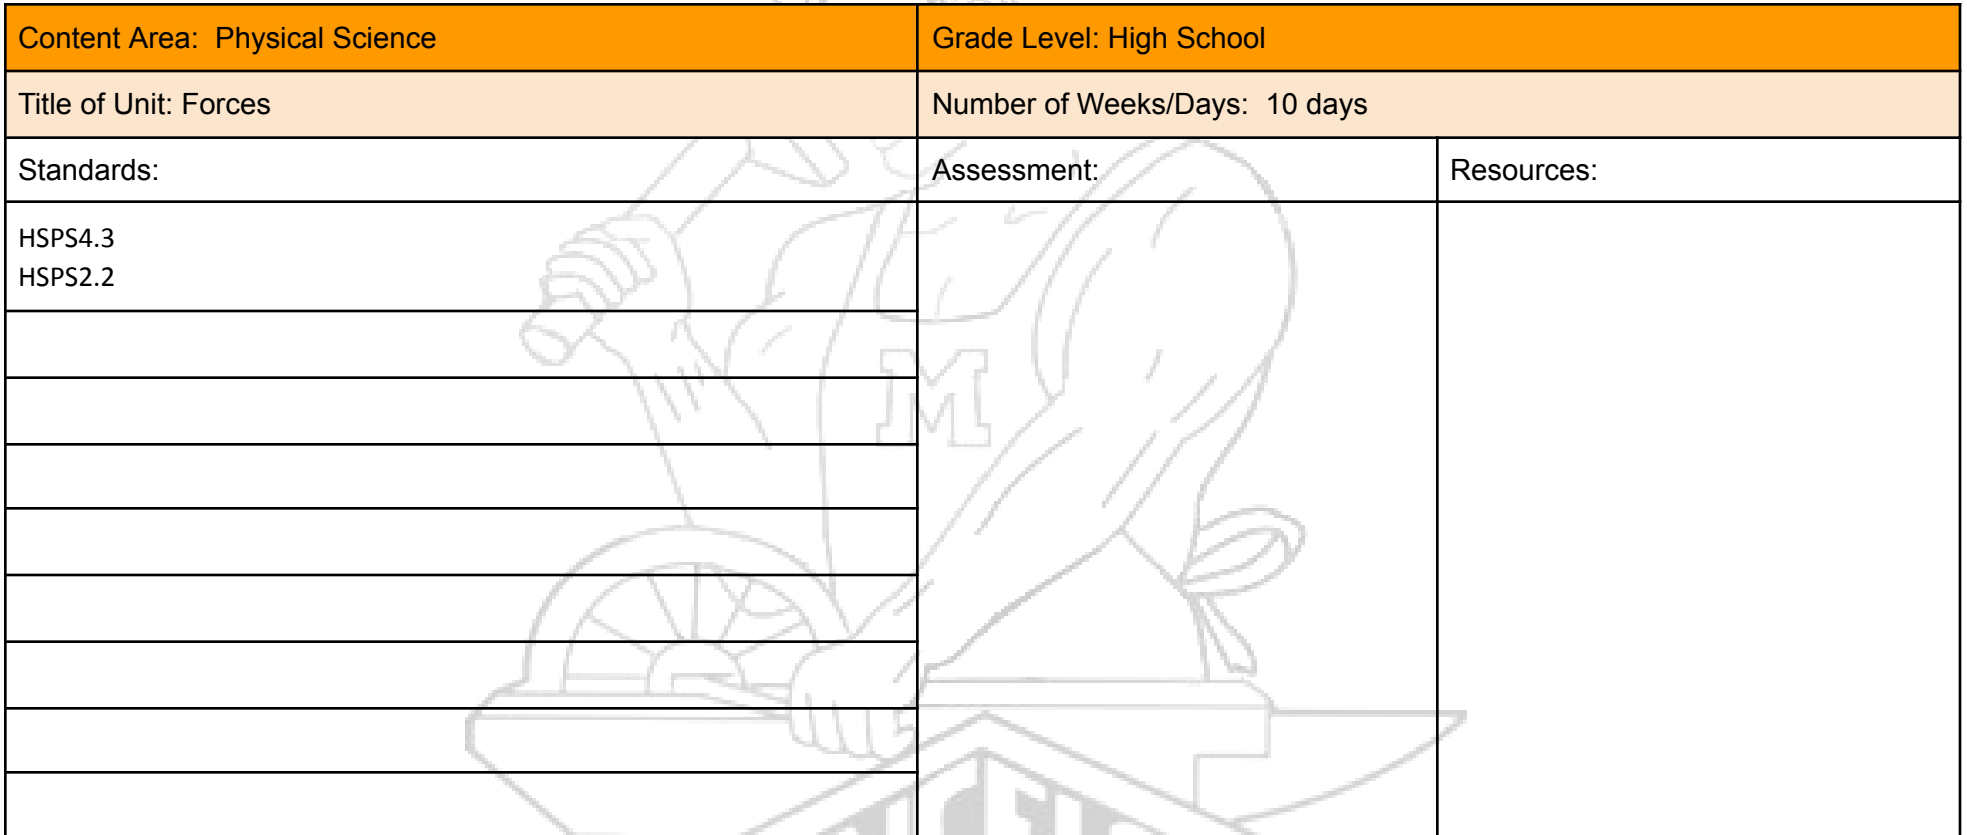 Content Area:  Physical Science
Grade Level: High School
Title of Unit: Forces
Number of Weeks/Days:  10 days
Standards:
Assessment:
Resources:
HSPS4.3
HSPS2.2
M